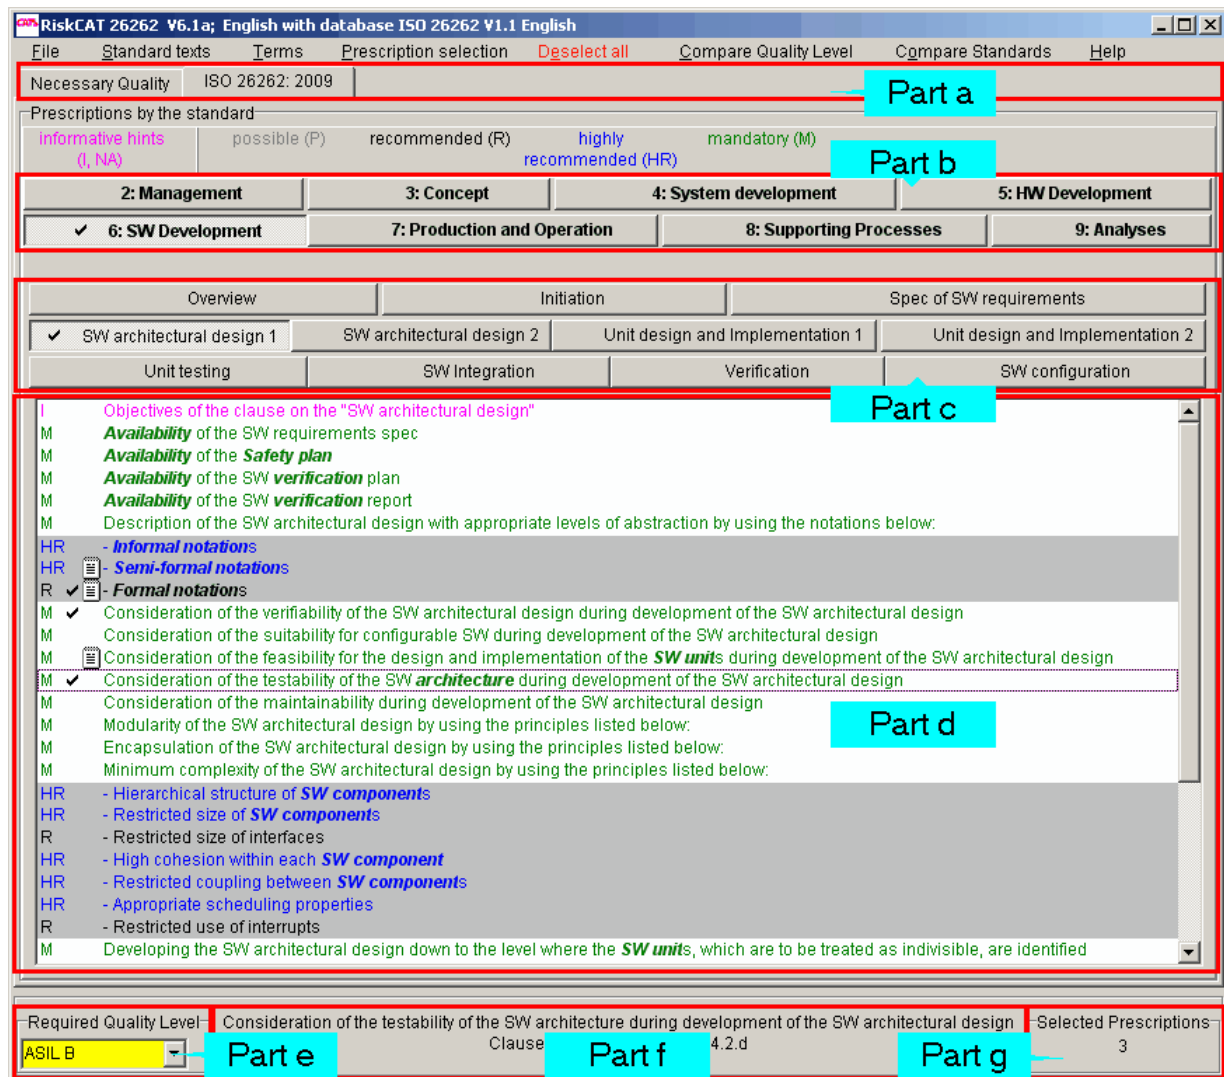 RiskCAT 26262 V6.1a; English with database ISO 26262 V1.1 English
File Standard texts Terms Prescription selection Deselect all Compare Quality Level Compare Standards Help
Necessary Quality ISO 26262: 2009
Part a
Prescriptions by the standard
informative hints possible (P) recommended (R) highly mandatory (M)
(I, NA) recommended (HR)
Part b
2: Management 3: Concept 4: System development 5: HW Development
6: SW Development 7: Production and Operation 8: Supporting Processes 9: Analyses
Overview Initiation Spec of SW requirements
SW architectural design 1 SW architectural design 2 Unit design and Implementation 1 Unit design and Implementation 2
Unit testing SW Integration Verification SW configuration
Part c
I Objectives of the clause on the "SW architectural design"
M Availability of the SW requirements spec
M Availability of the Safety plan
M Availability of the SW verification plan
M Availability of the SW verification report
M Description of the SW architectural design with appropriate levels of abstraction by using the notations below:
HR - Informal notations
HR - Semi-formal notations
R - Formal notations
M Consideration of the verifiability of the SW architectural design during development of the SW architectural design
M Consideration of the suitability for configurable SW during development of the SW architectural design
M Consideration of the feasibility for the design and implementation of the SW units during development of the SW architectural design
M Consideration of the testability of the SW architecture during development of the SW architectural design
M Consideration of the maintainability during development of the SW architectural design
M Modularity of the SW architectural design by using the principles listed below:
M Encapsulation of the SW architectural design by using the principles listed below:
M Minimum complexity of the SW architectural design by using the principles listed below:
Part d
HR - Hierarchical structure of SW components
HR - Restricted size of SW components
R - Restricted size of interfaces
HR - High cohesion within each SW component
HR - Restricted coupling between SW components
HR - Appropriate scheduling properties
R - Restricted use of interrupts
M Developing the SW architectural design down to the level where the SW units, which are to be treated as indivisible, are identified
Required Quality Level Consideration of the testability of the SW architecture during development of the SW architectural design Selected Prescriptions
ASIL B Clause 4.2.d 3
Part e Part f Part g